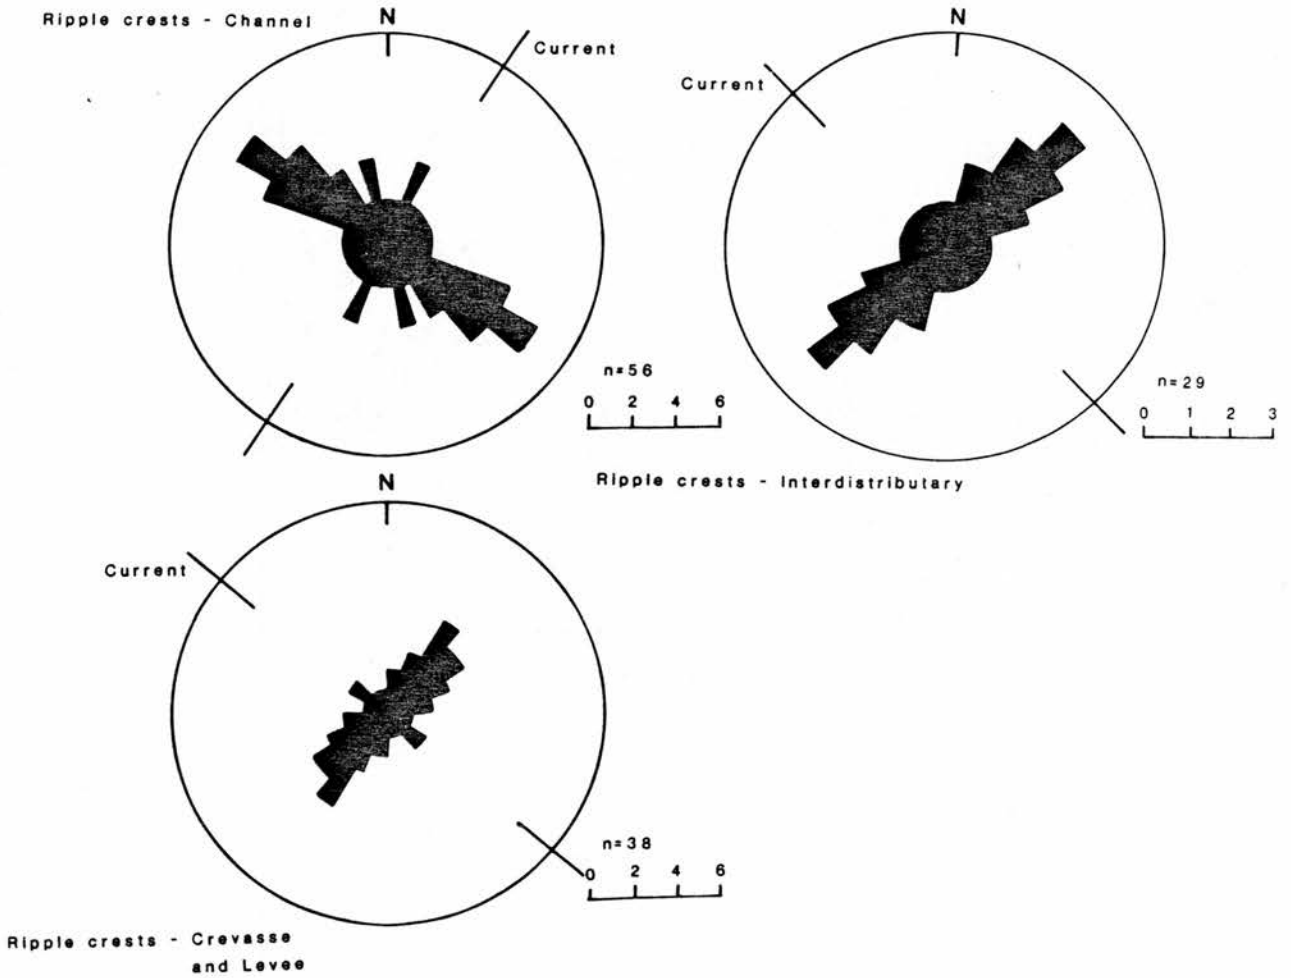 Ripple crests - Channel
N
Current
n=56
0 2 4 6
N
Current
n=29
0 1 2 3
Ripple crests - Interdistributary
N
Current
n=38
0 2 4 6
Ripple crests - Crevasse
and Levee